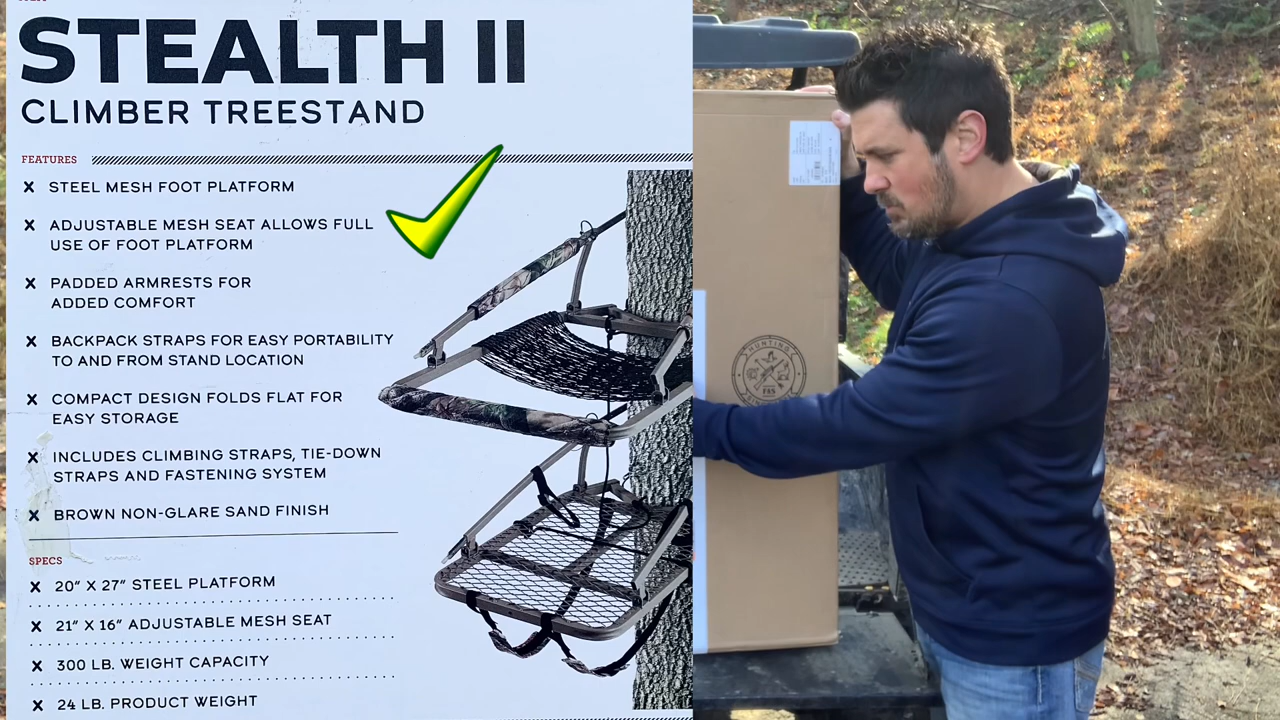 STEALTH II
CLIMBER TREESTAND
FEATURES
X STEEL MESH FOOT PLATFORM
X ADJUSTABLE MESH SEAT ALLOWS FULL
USE OF FOOT PLATFORM
X PADDED ARMRESTS FOR
ADDED COMFORT
X BACKPACK STRAPS FOR EASY PORTABILITY
TO AND FROM STAND LOCATION
X COMPACT DESIGN FOLDS FLAT FOR
EASY STORAGE
X INCLUDES CLIMBING STRAPS, TIE-DOWN
STRAPS AND FASTENING SYSTEM
X BROWN NON-GLARE SAND FINISH
SPECS
X 20" X 27" STEEL PLATFORM
X 21" X 16" ADJUSTABLE MESH SEAT
X 300 LB. WEIGHT CAPACITY
X 24 LB. PRODUCT WEIGHT
HUNTING